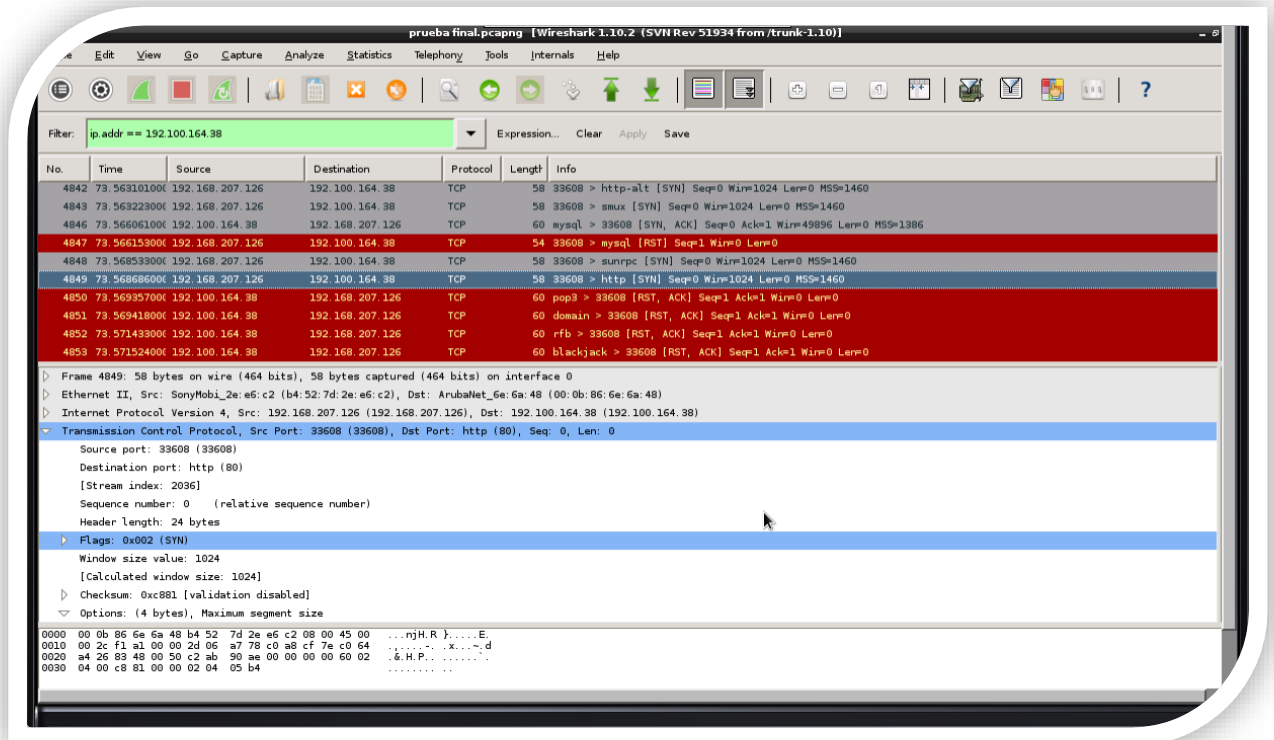 prueba final.pcapng [Wireshark 1.10.2 (SVN Rev 51934 from /trunk-1.10)]
Edit View Go Capture Analyze Statistics Telephony Tools Internals Help
Filter: ip.addr == 192.100.164.38 Expression... Clear Apply Save
No. Time Source Destination Protocol Length Info
4842 73.563101000 192.168.207.126 192.100.164.38 TCP 58 33608 > http-alt [SYN] Seq=0 Win=1024 Len=0 MSS=1460
4843 73.563223000 192.168.207.126 192.100.164.38 TCP 58 33608 > smux [SYN] Seq=0 Win=1024 Len=0 MSS=1460
4846 73.566061000 192.100.164.38 192.168.207.126 TCP 60 mysql > 33608 [SYN, ACK] Seq=0 Ack=1 Win=49896 Len=0 MSS=1386
4847 73.566153000 192.168.207.126 192.100.164.38 TCP 54 33608 > mysql [RST] Seq=1 Win=0 Len=0
4848 73.568533000 192.168.207.126 192.100.164.38 TCP 58 33608 > sunrpc [SYN] Seq=0 Win=1024 Len=0 MSS=1460
4849 73.568686000 192.168.207.126 192.100.164.38 TCP 58 33608 > http [SYN] Seq=0 Win=1024 Len=0 MSS=1460
4850 73.569357000 192.100.164.38 192.168.207.126 TCP 60 pop3 > 33608 [RST, ACK] Seq=1 Ack=1 Win=0 Len=0
4851 73.569418000 192.100.164.38 192.168.207.126 TCP 60 domain > 33608 [RST, ACK] Seq=1 Ack=1 Win=0 Len=0
4852 73.571433000 192.100.164.38 192.168.207.126 TCP 60 rfb > 33608 [RST, ACK] Seq=1 Ack=1 Win=0 Len=0
4853 73.571524000 192.100.164.38 192.168.207.126 TCP 60 blackjack > 33608 [RST, ACK] Seq=1 Ack=1 Win=0 Len=0
Frame 4849: 58 bytes on wire (464 bits), 58 bytes captured (464 bits) on interface 0
Ethernet II, Src: SonyMobi_2e:e6:c2 (b4:52:7d:2e:e6:c2), Dst: ArubaNet_6e:6a:48 (00:0b:86:6e:6a:48)
Internet Protocol Version 4, Src: 192.168.207.126 (192.168.207.126), Dst: 192.100.164.38 (192.100.164.38)
Transmission Control Protocol, Src Port: 33608 (33608), Dst Port: http (80), Seq: 0, Len: 0
Source port: 33608 (33608)
Destination port: http (80)
[Stream index: 2036]
Sequence number: 0 (relative sequence number)
Header length: 24 bytes
Flags: 0x002 (SYN)
Window size value: 1024
[Calculated window size: 1024]
Checksum: 0xc881 [validation disabled]
Options: (4 bytes), Maximum segment size
0000 00 0b 86 6e 6a 48 b4 52 7d 2e e6 c2 08 00 45 00 ...njH.R }.....E.
0010 00 2c f1 a1 00 00 2d 06 a7 78 c0 a8 cf 7e c0 64 .,....-. .x...~.d
0020 a4 26 83 48 00 50 c2 ab 90 ae 00 00 00 00 60 02 .&.H.P.. ......`.
0030 04 00 c8 81 00 00 02 04 05 b4 ........ ..